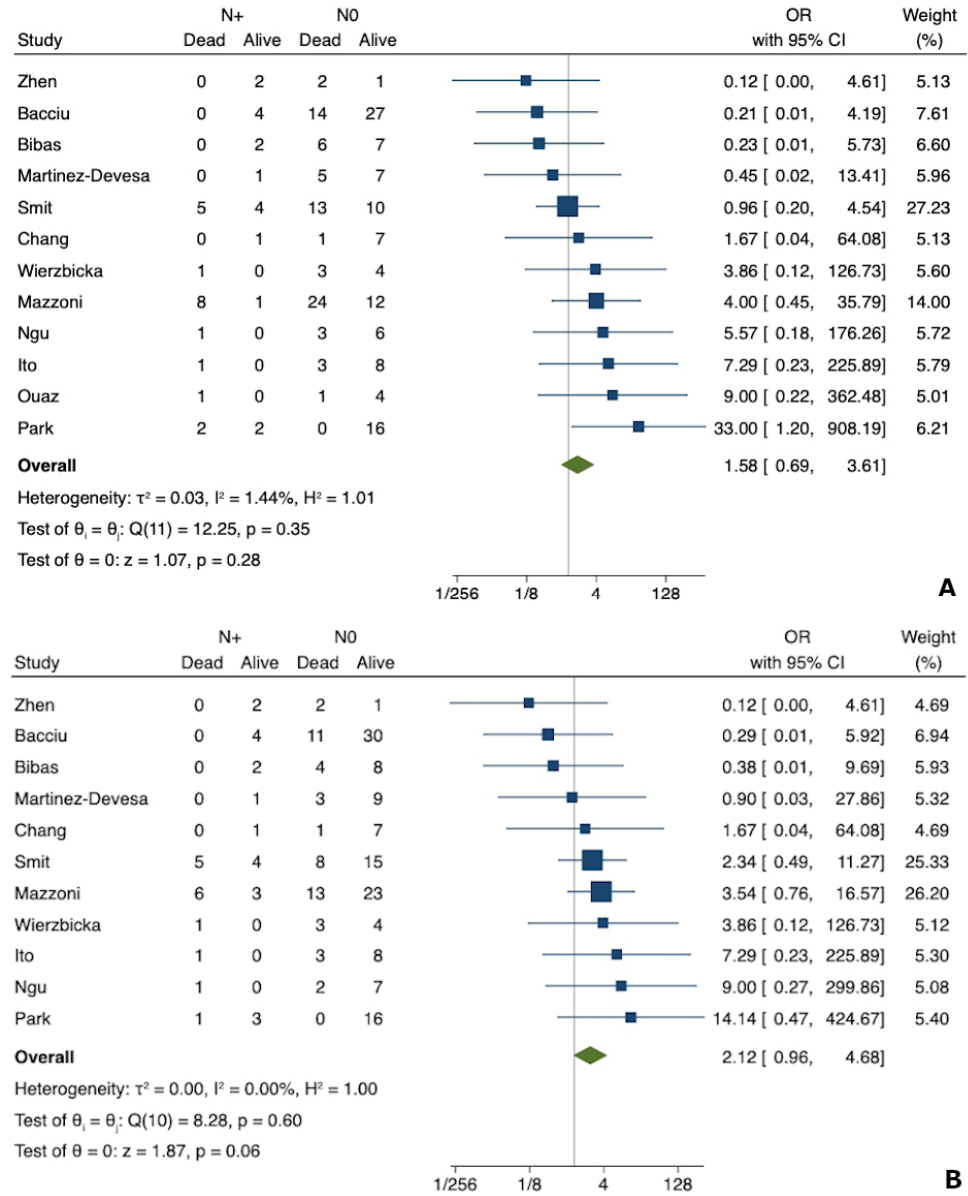 N+ N0 OR Weight
Study Dead Alive Dead Alive with 95% CI (%)
Zhen 0 2 2 1 0.12 [ 0.00, 4.61] 5.13
Bacciu 0 4 14 27 0.21 [ 0.01, 4.19] 7.61
Bibas 0 2 6 7 0.23 [ 0.01, 5.73] 6.60
Martinez-Devesa 0 1 5 7 0.45 [ 0.02, 13.41] 5.96
Smit 5 4 13 10 0.96 [ 0.20, 4.54] 27.23
Chang 0 1 1 7 1.67 [ 0.04, 64.08] 5.13
Wierzbicka 1 0 3 4 3.86 [ 0.12, 126.73] 5.60
Mazzoni 8 1 24 12 4.00 [ 0.45, 35.79] 14.00
Ngu 1 0 3 6 5.57 [ 0.18, 176.26] 5.72
Ito 1 0 3 8 7.29 [ 0.23, 225.89] 5.79
Ouaz 1 0 1 4 9.00 [ 0.22, 362.48] 5.01
Park 2 2 0 16 33.00 [ 1.20, 908.19] 6.21
Overall 1.58 [ 0.69, 3.61]
Heterogeneity: τ² = 0.03, I² = 1.44%, H² = 1.01
Test of θᵢ = θⱼ: Q(11) = 12.25, p = 0.35
Test of θ = 0: z = 1.07, p = 0.28
1/256 1/8 4 128
A
N+ N0 OR Weight
Study Dead Alive Dead Alive with 95% CI (%)
Zhen 0 2 2 1 0.12 [ 0.00, 4.61] 4.69
Bacciu 0 4 11 30 0.29 [ 0.01, 5.92] 6.94
Bibas 0 2 4 8 0.38 [ 0.01, 9.69] 5.93
Martinez-Devesa 0 1 3 9 0.90 [ 0.03, 27.86] 5.32
Chang 0 1 1 7 1.67 [ 0.04, 64.08] 4.69
Smit 5 4 8 15 2.34 [ 0.49, 11.27] 25.33
Mazzoni 6 3 13 23 3.54 [ 0.76, 16.57] 26.20
Wierzbicka 1 0 3 4 3.86 [ 0.12, 126.73] 5.12
Ito 1 0 3 8 7.29 [ 0.23, 225.89] 5.30
Ngu 1 0 2 7 9.00 [ 0.27, 299.86] 5.08
Park 1 3 0 16 14.14 [ 0.47, 424.67] 5.40
Overall 2.12 [ 0.96, 4.68]
Heterogeneity: τ² = 0.00, I² = 0.00%, H² = 1.00
Test of θᵢ = θⱼ: Q(10) = 8.28, p = 0.60
Test of θ = 0: z = 1.87, p = 0.06
1/256 1/8 4 128
B